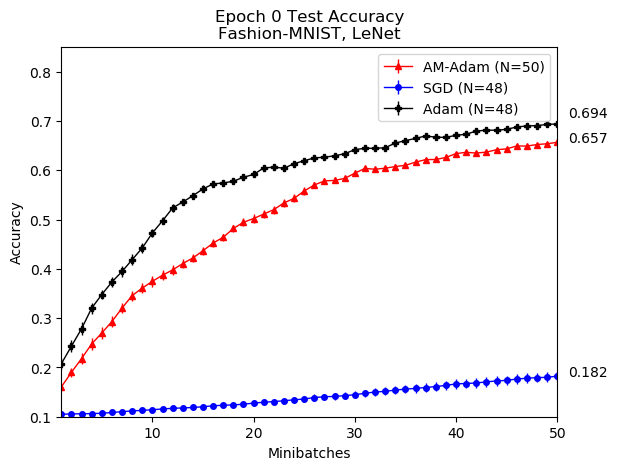 Epoch 0 Test Accuracy
Fashion-MNIST, LeNet
AM-Adam (N=50)
SGD (N=48)
Adam (N=48)
0.8
0.7
0.6
0.5
0.4
0.3
0.2
0.1
Accuracy
0.694
0.657
0.182
10
20
30
40
50
Minibatches